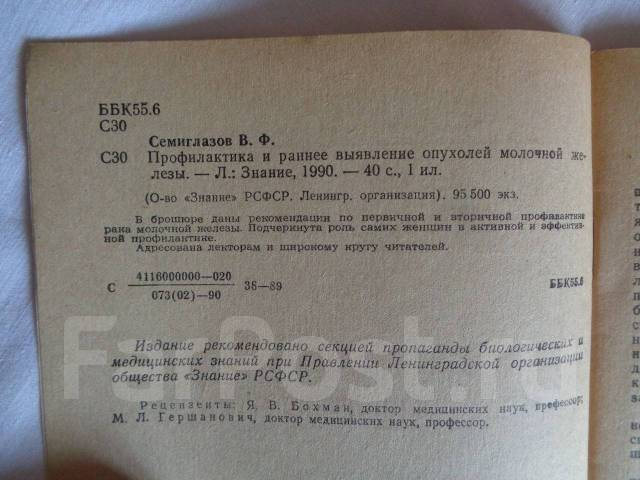 ББК55.6
С30
Семиглазов В. Ф.
С30 Профилактика и раннее выявление опухолей молочной же-
лезы. — Л.: Знание, 1990. — 40 с., 1 ил.
(О-во «Знание» РСФСР. Ленингр. организация). 95 500 экз.
В брошюре даны рекомендации по первичной и вторичной профилактике
рака молочной железы. Подчеркнута роль самих женщин в активной и эффектив-
ной профилактике.
Адресована лекторам и широкому кругу читателей.
С 4116000000—020
073(02)—90
38—89
ББК55.6
Издание рекомендовано секцией пропаганды биологических и
медицинских знаний при Правлении Ленинградской организации
общества «Знание» РСФСР.
Рецензенты: Я. В. Бохман, доктор медицинских наук, профессор;
М. Л. Гершанович, доктор медицинских наук, профессор.
FarPost.ru